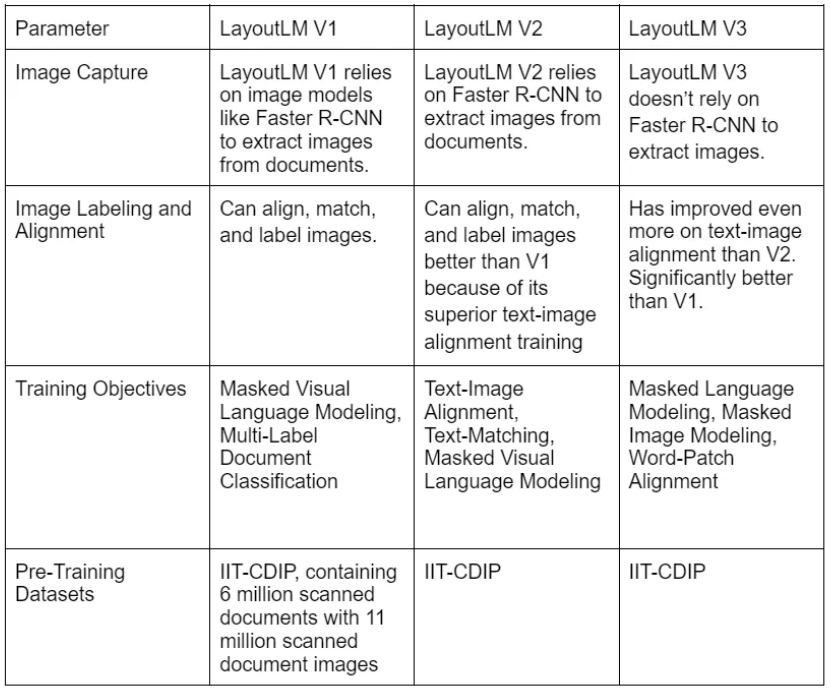 Parameter
LayoutLM V1
LayoutLM V2
LayoutLM V3
Image Capture
LayoutLM V1 relies
on image models
like Faster R-CNN
to extract images
from documents.
LayoutLM V2 relies
on Faster R-CNN to
extract images from
documents.
LayoutLM V3
doesn’t rely on
Faster R-CNN to
extract images.
Image Labeling and
Alignment
Can align, match,
and label images.
Can align, match,
and label images
better than V1
because of its
superior text-image
alignment training
Has improved even
more on text-image
alignment than V2.
Significantly better
than V1.
Training Objectives
Masked Visual
Language Modeling,
Multi-Label
Document
Classification
Text-Image
Alignment,
Text-Matching,
Masked Visual
Language Modeling
Masked Language
Modeling, Masked
Image Modeling,
Word-Patch
Alignment
Pre-Training
Datasets
IIT-CDIP, containing
6 million scanned
documents with 11
million scanned
document images
IIT-CDIP
IIT-CDIP